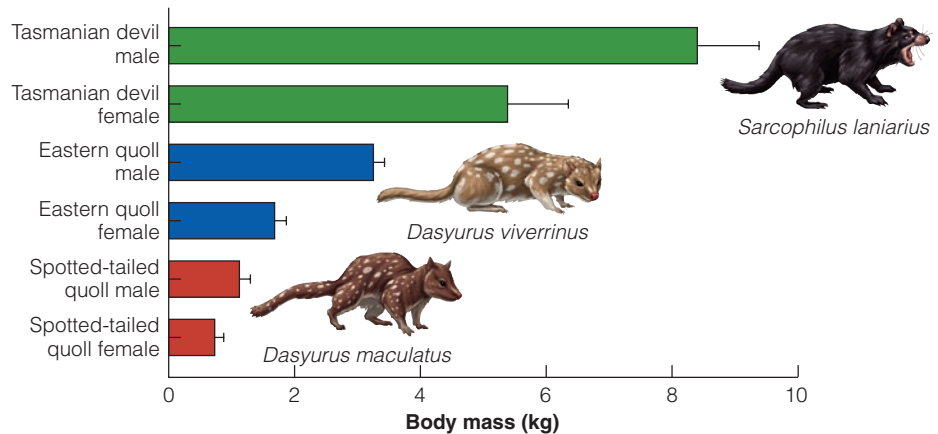 Tasmanian devil
male
Sarcophilus laniarius
Tasmanian devil
female
Eastern quoll
male
Dasyurus viverrinus
Eastern quoll
female
Spotted-tailed
quoll male
Dasyurus maculatus
Spotted-tailed
quoll female
0 2 4 6 8 10
Body mass (kg)